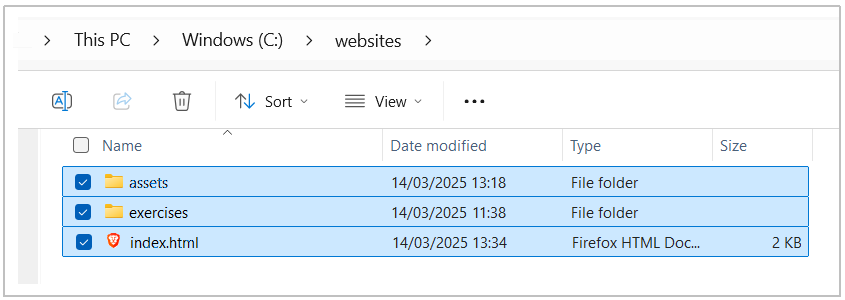 This PC > Windows (C:) > websites >
Sort View
Name Date modified Type Size
assets 14/03/2025 13:18 File folder
exercises 14/03/2025 11:38 File folder
index.html 14/03/2025 13:34 Firefox HTML Doc... 2 KB